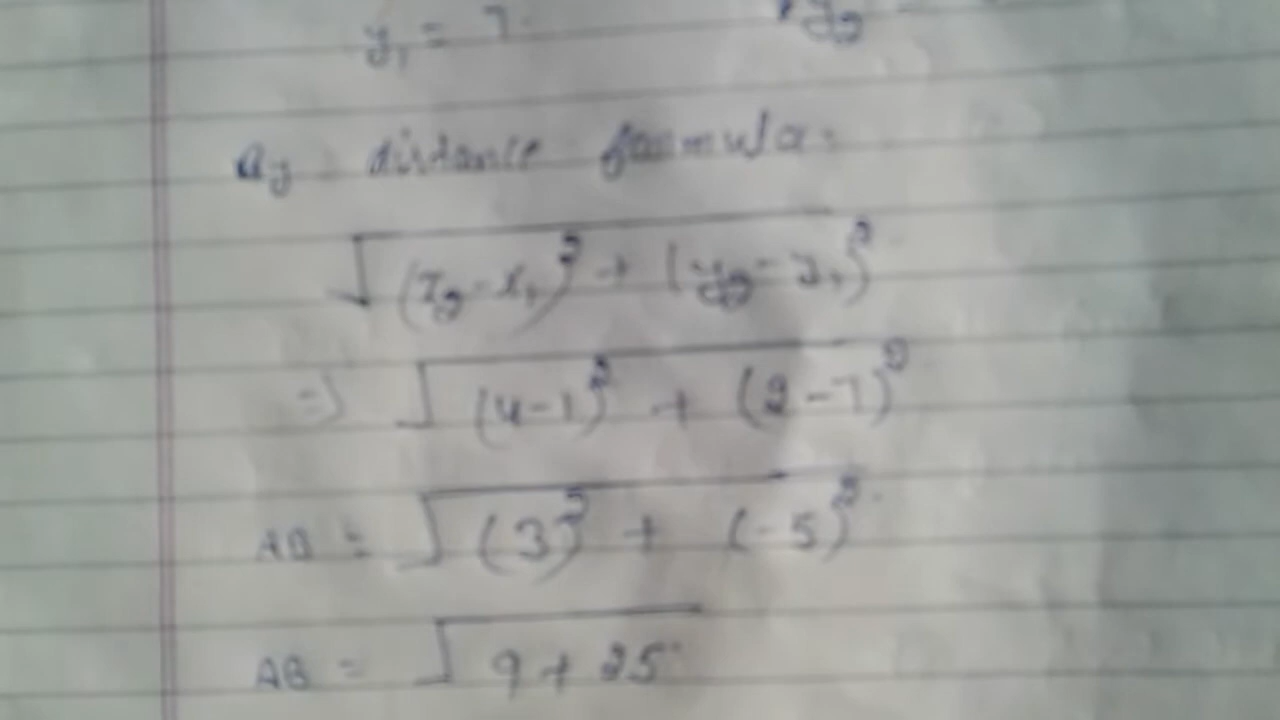 y₁ = 7 y₂
By distance formula:
√(x₂-x₁)² + (y₂-y₁)²
=> √(4-1)² + (2-7)²
AB = √(3)² + (-5)²
AB = √9+25